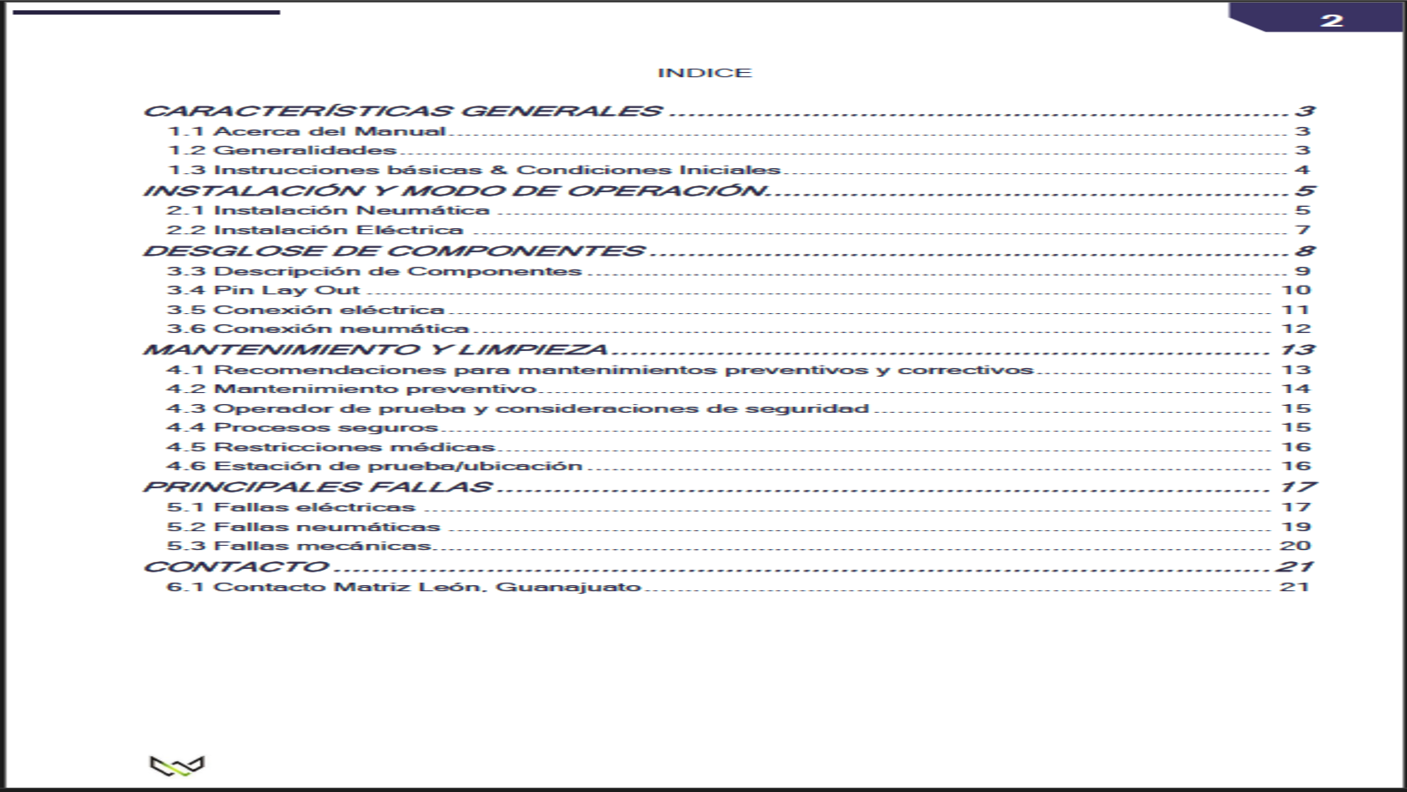 2
INDICE
CARACTERÍSTICAS GENERALES ........ 3
1.1 Acerca del Manual ........ 3
1.2 Generalidades ........ 3
1.3 Instrucciones básicas & Condiciones Iniciales ........ 4
INSTALACIÓN Y MODO DE OPERACIÓN ........ 5
2.1 Instalación Neumática ........ 5
2.2 Instalación Eléctrica ........ 7
DESGLOSE DE COMPONENTES ........ 8
3.3 Descripción de Componentes ........ 9
3.4 Pin Lay Out ........ 10
3.5 Conexión eléctrica ........ 11
3.6 Conexión neumática ........ 12
MANTENIMIENTO Y LIMPIEZA ........ 13
4.1 Recomendaciones para mantenimientos preventivos y correctivos ........ 13
4.2 Mantenimiento preventivo ........ 14
4.3 Operador de prueba y consideraciones de seguridad ........ 15
4.4 Procesos seguros ........ 15
4.5 Restricciones médicas ........ 16
4.6 Estación de prueba/ubicación ........ 16
PRINCIPALES FALLAS ........ 17
5.1 Fallas eléctricas ........ 17
5.2 Fallas neumáticas ........ 19
5.3 Fallas mecánicas ........ 20
CONTACTO ........ 21
6.1 Contacto Matriz León, Guanajuato ........ 21